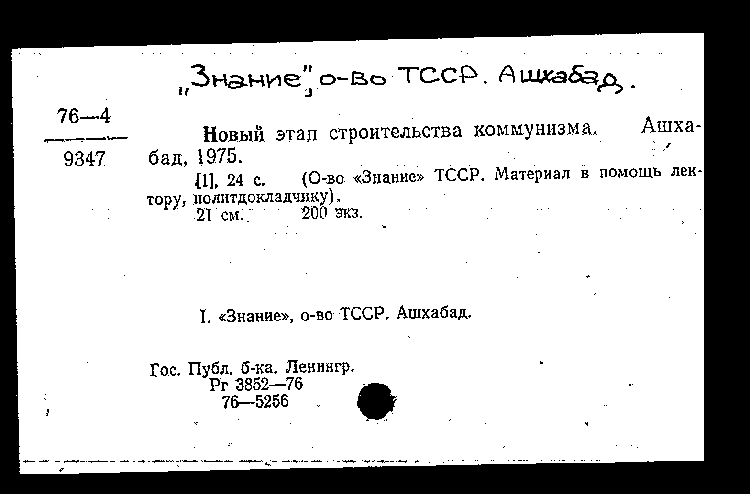 „Знание", о-во ТССР. Ашхабад.
76—4
9347
Новый этап строительства коммунизма. Ашха-
бад, 1975.
[1], 24 с. (О-во «Знание» ТССР. Материал в помощь лек-
тору, политдокладчику).
21 см. 200 экз.
I. «Знание», о-во ТССР. Ашхабад.
Гос. Публ. б-ка. Ленингр.
Рг 3852—76
76—5256